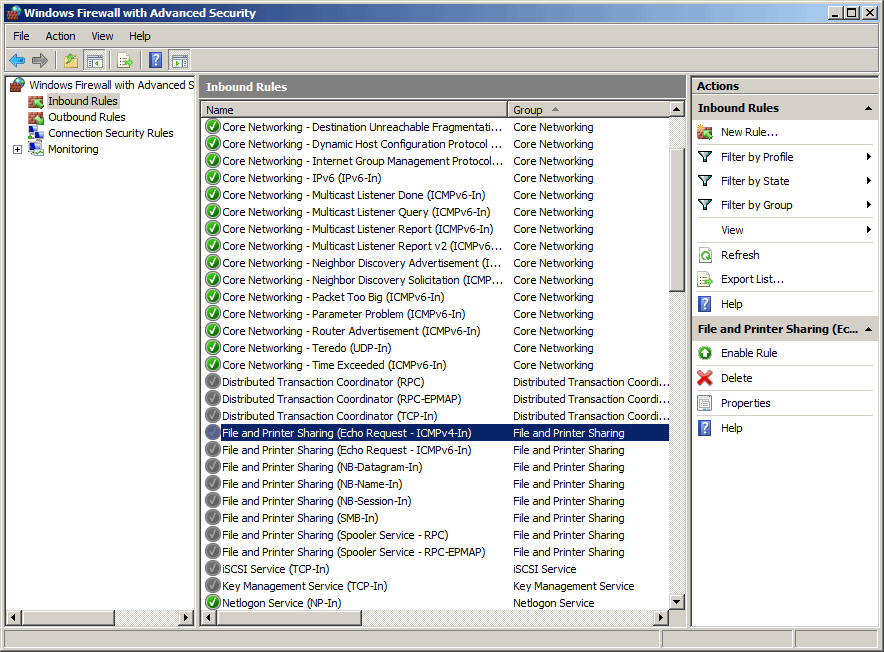 Windows Firewall with Advanced Security
File Action View Help
Windows Firewall with Advanced S
Inbound Rules
Outbound Rules
Connection Security Rules
Monitoring
Inbound Rules
Name Group
Core Networking - Destination Unreachable Fragmentati... Core Networking
Core Networking - Dynamic Host Configuration Protocol ... Core Networking
Core Networking - Internet Group Management Protocol... Core Networking
Core Networking - IPv6 (IPv6-In) Core Networking
Core Networking - Multicast Listener Done (ICMPv6-In) Core Networking
Core Networking - Multicast Listener Query (ICMPv6-In) Core Networking
Core Networking - Multicast Listener Report (ICMPv6-In) Core Networking
Core Networking - Multicast Listener Report v2 (ICMPv6... Core Networking
Core Networking - Neighbor Discovery Advertisement (I... Core Networking
Core Networking - Neighbor Discovery Solicitation (ICMP... Core Networking
Core Networking - Packet Too Big (ICMPv6-In) Core Networking
Core Networking - Parameter Problem (ICMPv6-In) Core Networking
Core Networking - Router Advertisement (ICMPv6-In) Core Networking
Core Networking - Teredo (UDP-In) Core Networking
Core Networking - Time Exceeded (ICMPv6-In) Core Networking
Distributed Transaction Coordinator (RPC) Distributed Transaction Coordi...
Distributed Transaction Coordinator (RPC-EPMAP) Distributed Transaction Coordi...
Distributed Transaction Coordinator (TCP-In) Distributed Transaction Coordi...
File and Printer Sharing (Echo Request - ICMPv4-In) File and Printer Sharing
File and Printer Sharing (Echo Request - ICMPv6-In) File and Printer Sharing
File and Printer Sharing (NB-Datagram-In) File and Printer Sharing
File and Printer Sharing (NB-Name-In) File and Printer Sharing
File and Printer Sharing (NB-Session-In) File and Printer Sharing
File and Printer Sharing (SMB-In) File and Printer Sharing
File and Printer Sharing (Spooler Service - RPC) File and Printer Sharing
File and Printer Sharing (Spooler Service - RPC-EPMAP) File and Printer Sharing
iSCSI Service (TCP-In) iSCSI Service
Key Management Service (TCP-In) Key Management Service
Netlogon Service (NP-In) Netlogon Service
Actions
Inbound Rules
New Rule...
Filter by Profile
Filter by State
Filter by Group
View
Refresh
Export List...
Help
File and Printer Sharing (Ec...
Enable Rule
Delete
Properties
Help